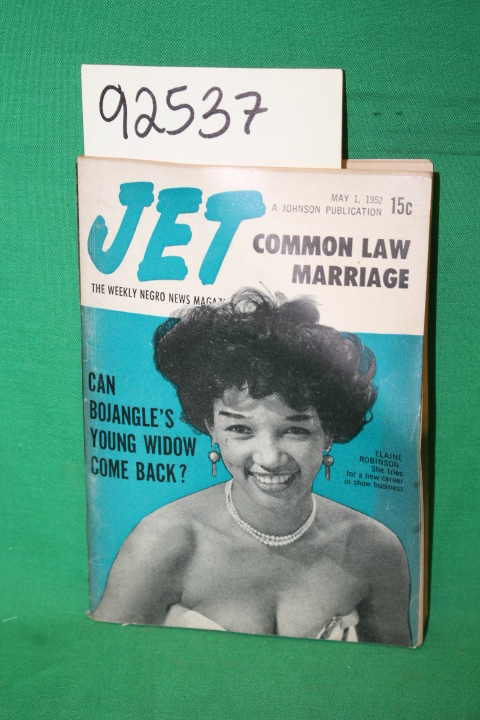 92537
MAY 1, 1952 15c
A JOHNSON PUBLICATION
JET
COMMON LAW
MARRIAGE
THE WEEKLY NEGRO NEWS
CAN
BOJANGLE'S
YOUNG WIDOW
COME BACK?
ELAINE
ROBINSON:
She tries
for a new career
in show business